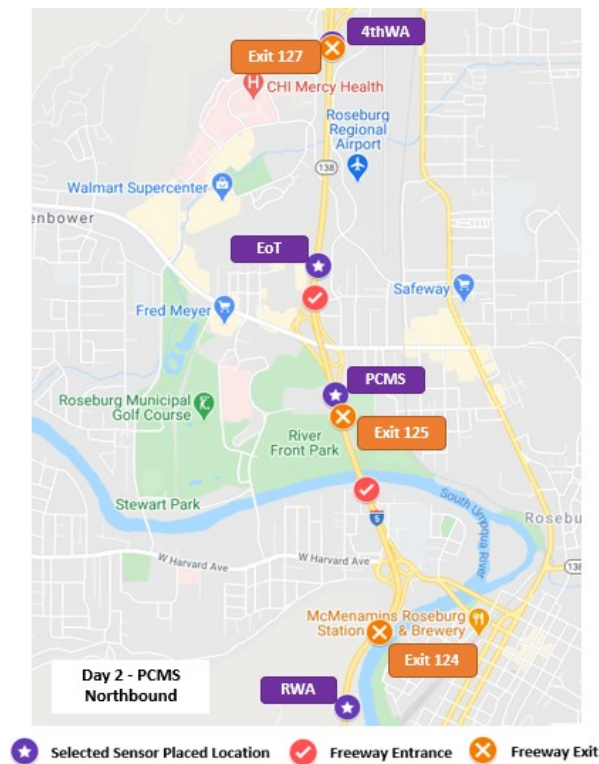 4thWA
Exit 127
CHI Mercy Health
Roseburg
Regional
Airport
138
Walmart Supercenter
enbower
EoT
Safeway
Fred Meyer
PCMS
Roseburg Municipal
Golf Course
Exit 125
River
Front Park
Stewart Park
5
South Umpqua River
Rosebu
W Harvard Ave
W Harvard Ave
138
McMenamins Roseburg
Station & Brewery
Exit 124
Day 2 - PCMS
Northbound
RWA
Selected Sensor Placed Location
Freeway Entrance
Freeway Exit